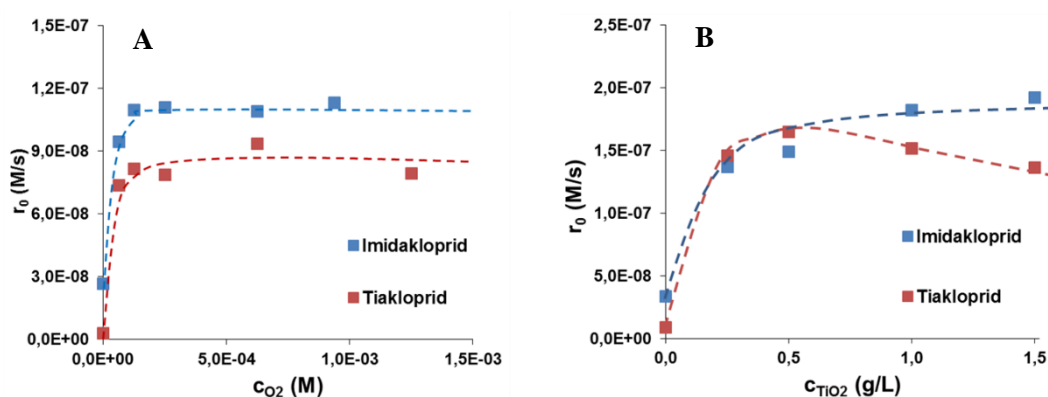 A
1,5E-07
1,2E-07
9,0E-08
6,0E-08
3,0E-08
0,0E+00
r0 (M/s)
Imidakloprid
Tiakloprid
0,0E+00 5,0E-04 1,0E-03 1,5E-03
cO2 (M)
B
2,5E-07
2,0E-07
1,5E-07
1,0E-07
5,0E-08
0,0E+00
r0 (M/s)
Imidakloprid
Tiakloprid
0,0 0,5 1,0 1,5
cTiO2 (g/L)